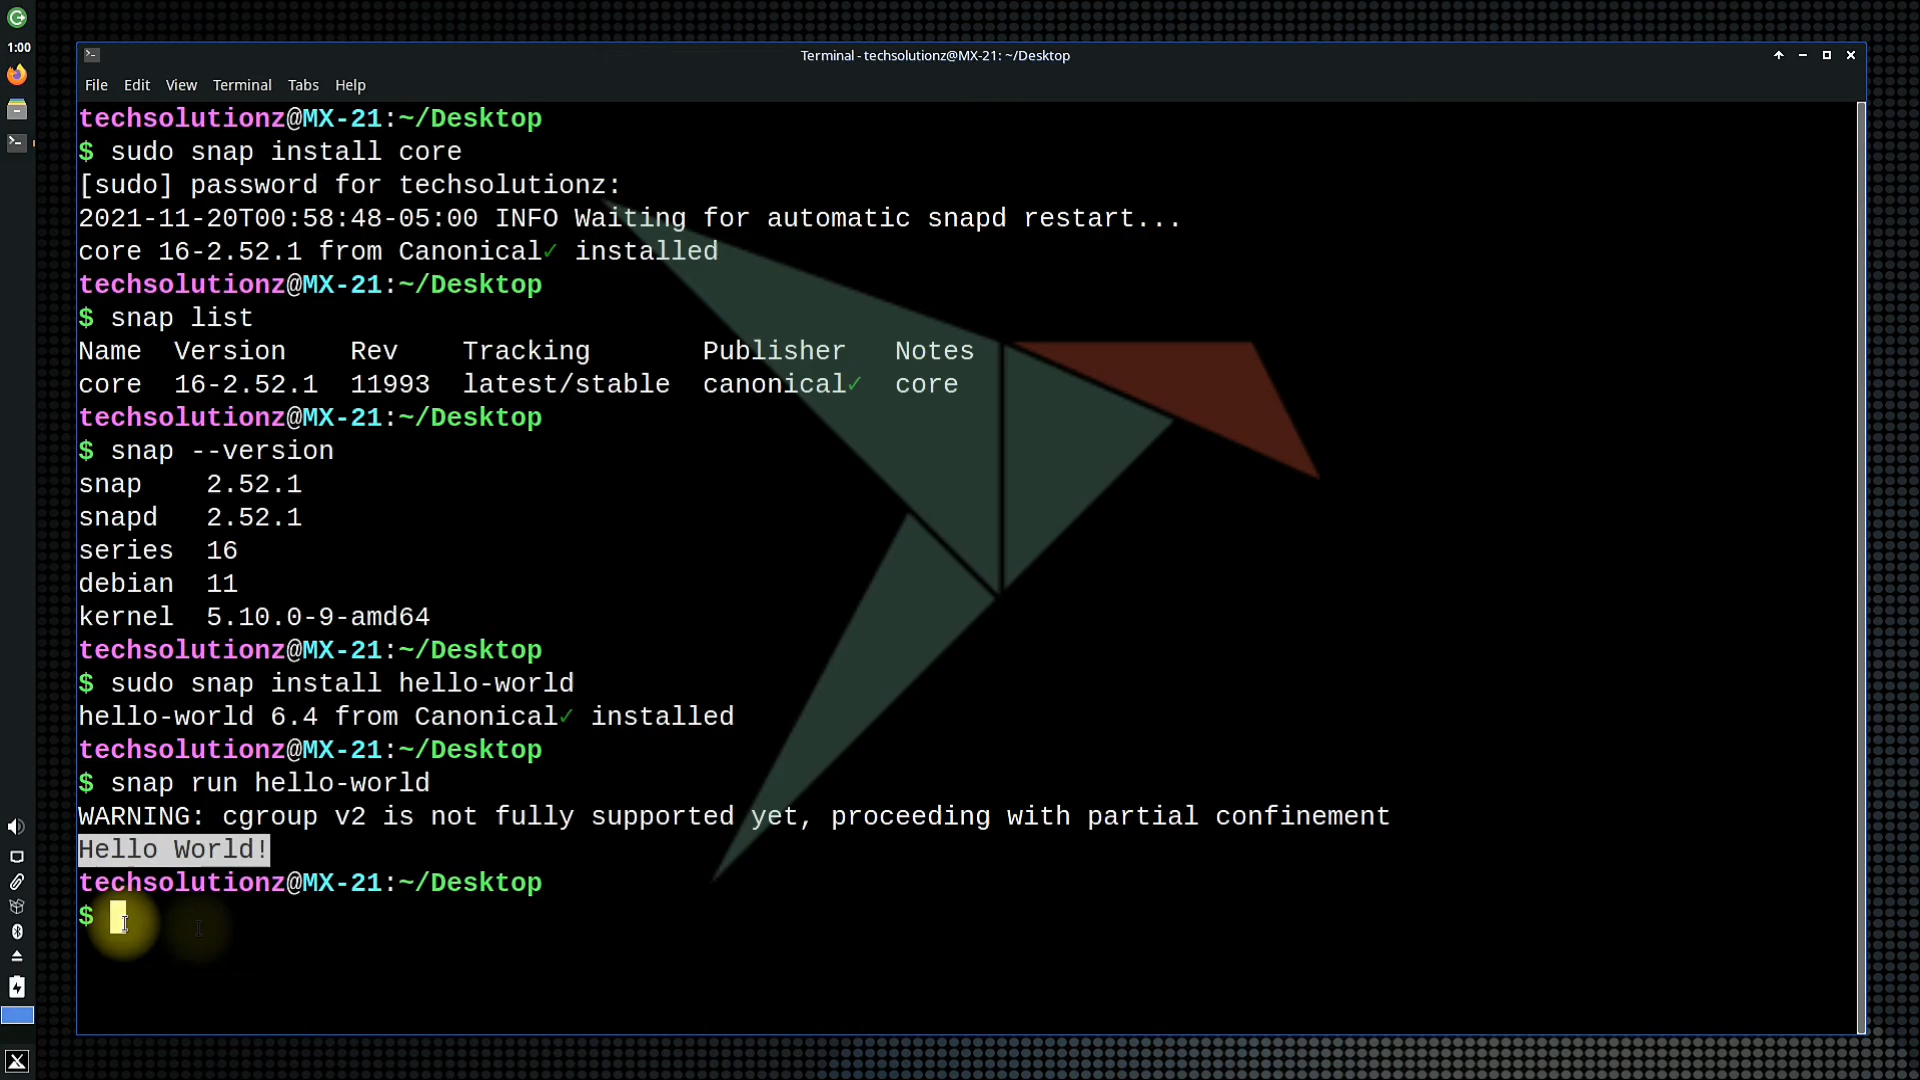 1:00
Terminal - techsolutionz@MX-21: ~/Desktop
File Edit View Terminal Tabs Help
techsolutionz@MX-21:~/Desktop
$ sudo snap install core
[sudo] password for techsolutionz:
2021-11-20T00:58:48-05:00 INFO Waiting for automatic snapd restart...
core 16-2.52.1 from Canonical✓ installed
techsolutionz@MX-21:~/Desktop
$ snap list
Name Version Rev Tracking Publisher Notes
core 16-2.52.1 11993 latest/stable canonical✓ core
techsolutionz@MX-21:~/Desktop
$ snap --version
snap 2.52.1
snapd 2.52.1
series 16
debian 11
kernel 5.10.0-9-amd64
techsolutionz@MX-21:~/Desktop
$ sudo snap install hello-world
hello-world 6.4 from Canonical✓ installed
techsolutionz@MX-21:~/Desktop
$ snap run hello-world
WARNING: cgroup v2 is not fully supported yet, proceeding with partial confinement
Hello World!
techsolutionz@MX-21:~/Desktop
$